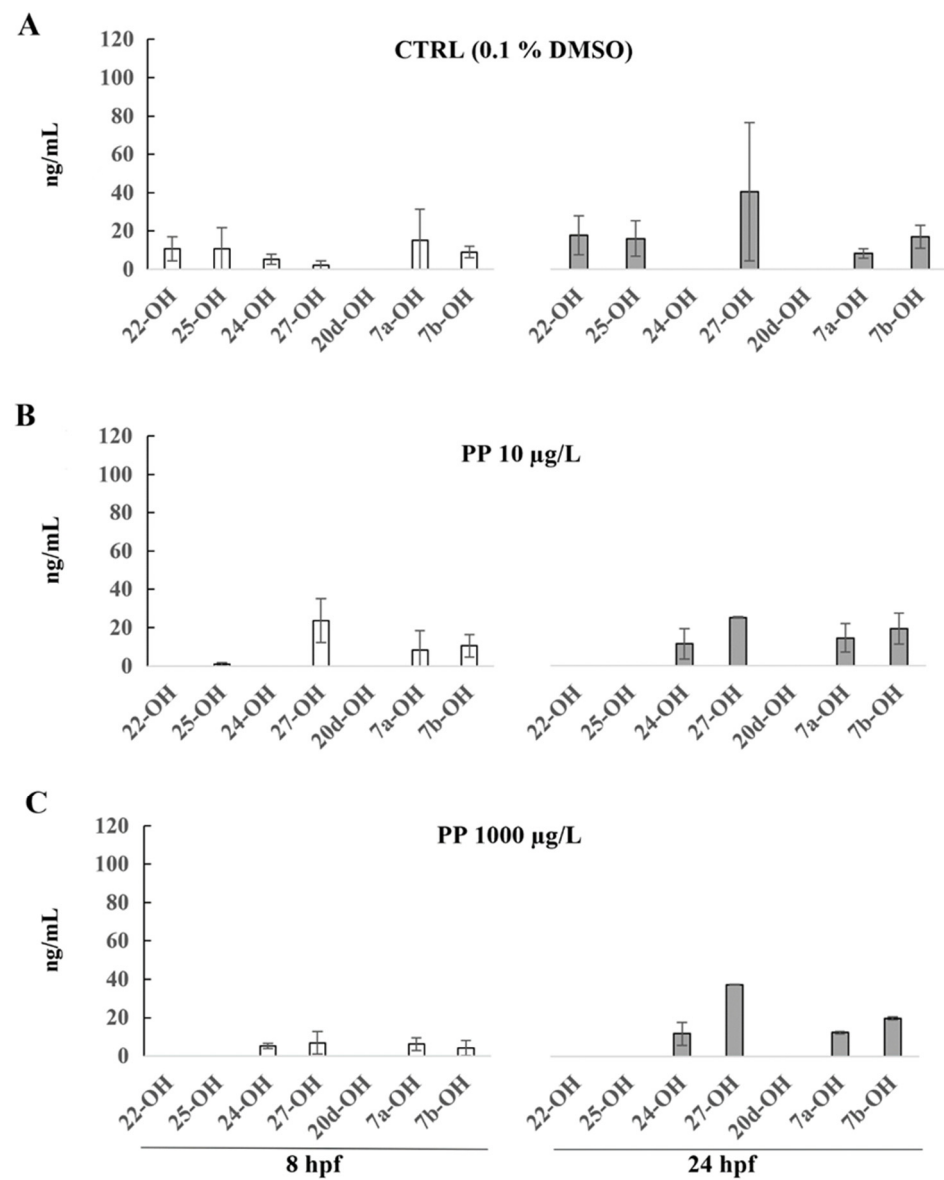 A
CTRL (0.1 % DMSO)
ng/mL
120
100
80
60
40
20
0
22-OH 25-OH 24-OH 27-OH 20d-OH 7a-OH 7b-OH 22-OH 25-OH 24-OH 27-OH 20d-OH 7a-OH 7b-OH
B
PP 10 µg/L
ng/mL
120
100
80
60
40
20
0
22-OH 25-OH 24-OH 27-OH 20d-OH 7a-OH 7b-OH 22-OH 25-OH 24-OH 27-OH 20d-OH 7a-OH 7b-OH
C
PP 1000 µg/L
ng/mL
120
100
80
60
40
20
0
22-OH 25-OH 24-OH 27-OH 20d-OH 7a-OH 7b-OH 22-OH 25-OH 24-OH 27-OH 20d-OH 7a-OH 7b-OH
8 hpf 24 hpf